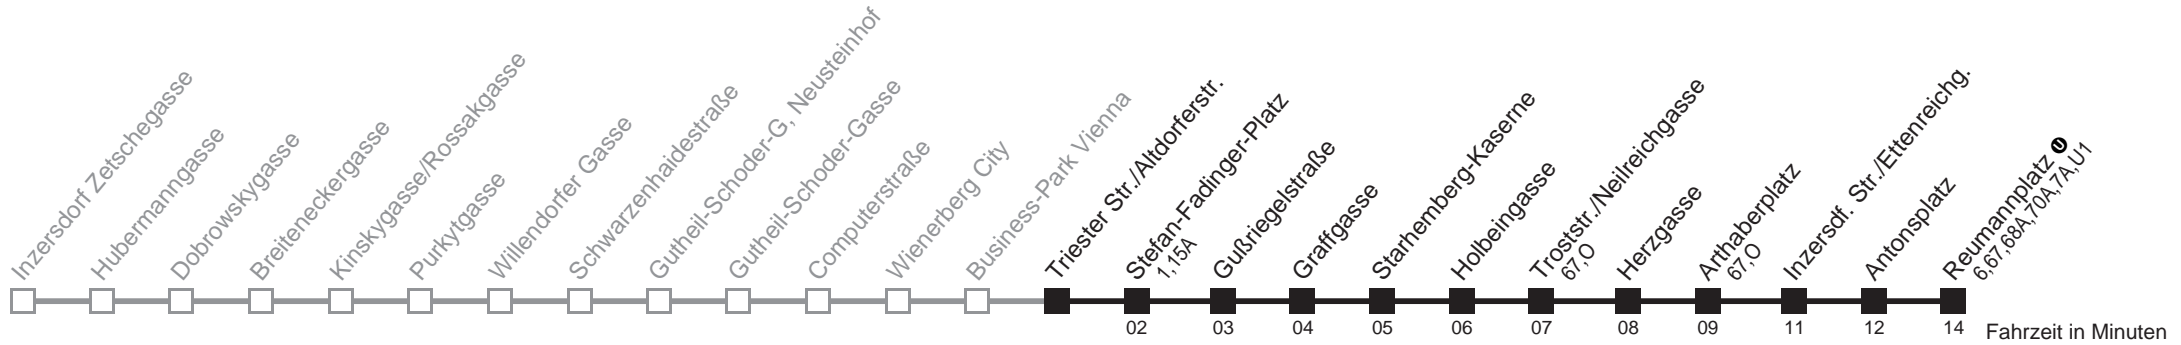 Inzersdorf Zetschegasse
Hubermanngasse
Dobrowskygasse
Breiteneckergasse
Kinskygasse/Rossakgasse
Purkytgasse
Willendorfer Gasse
Schwarzenhaidestraße
Gutheil-Schoder-G, Neusteinhof
Gutheil-Schoder-Gasse
Computerstraße
Wienerberg City
Business-Park Vienna
Triester Str./Altdorferstr.
Stefan-Fadinger-Platz
1,15A
Gußriegelstraße
Graffgasse
Starhemberg-Kaserne
Holbeingasse
Troststr./Neilreichgasse
67,O
Herzgasse
Arthaberplatz
67,O
Inzersdf. Str./Ettenreichg.
Antonsplatz
Reumannplatz U
6,67,68A,70A,7A,U1
02 03 04 05 06 07 08 09 11 12 14 Fahrzeit in Minuten